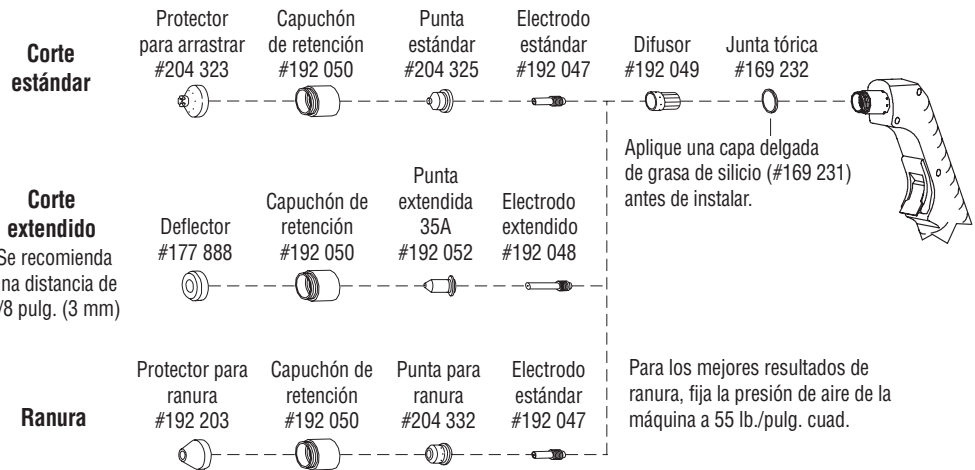 Corte
estándar
Protector
para arrastrar
#204 323
Capuchón
de retención
#192 050
Punta
estándar
#204 325
Electrodo
estándar
#192 047
Difusor
#192 049
Junta tórica
#169 232
Aplique una capa delgada
de grasa de silicio (#169 231)
antes de instalar.
Corte
extendido
recomienda
distancia de
pulg. (3 mm)
Deflector
#177 888
Capuchón de
retención
#192 050
Punta
extendida
35A
#192 052
Electrodo
extendido
#192 048
Ranura
Protector para
ranura
#192 203
Capuchón de
retención
#192 050
Punta para
ranura
#204 332
Electrodo
estándar
#192 047
Para los mejores resultados de
ranura, fija la presión de aire de la
máquina a 55 lb./pulg. cuad.